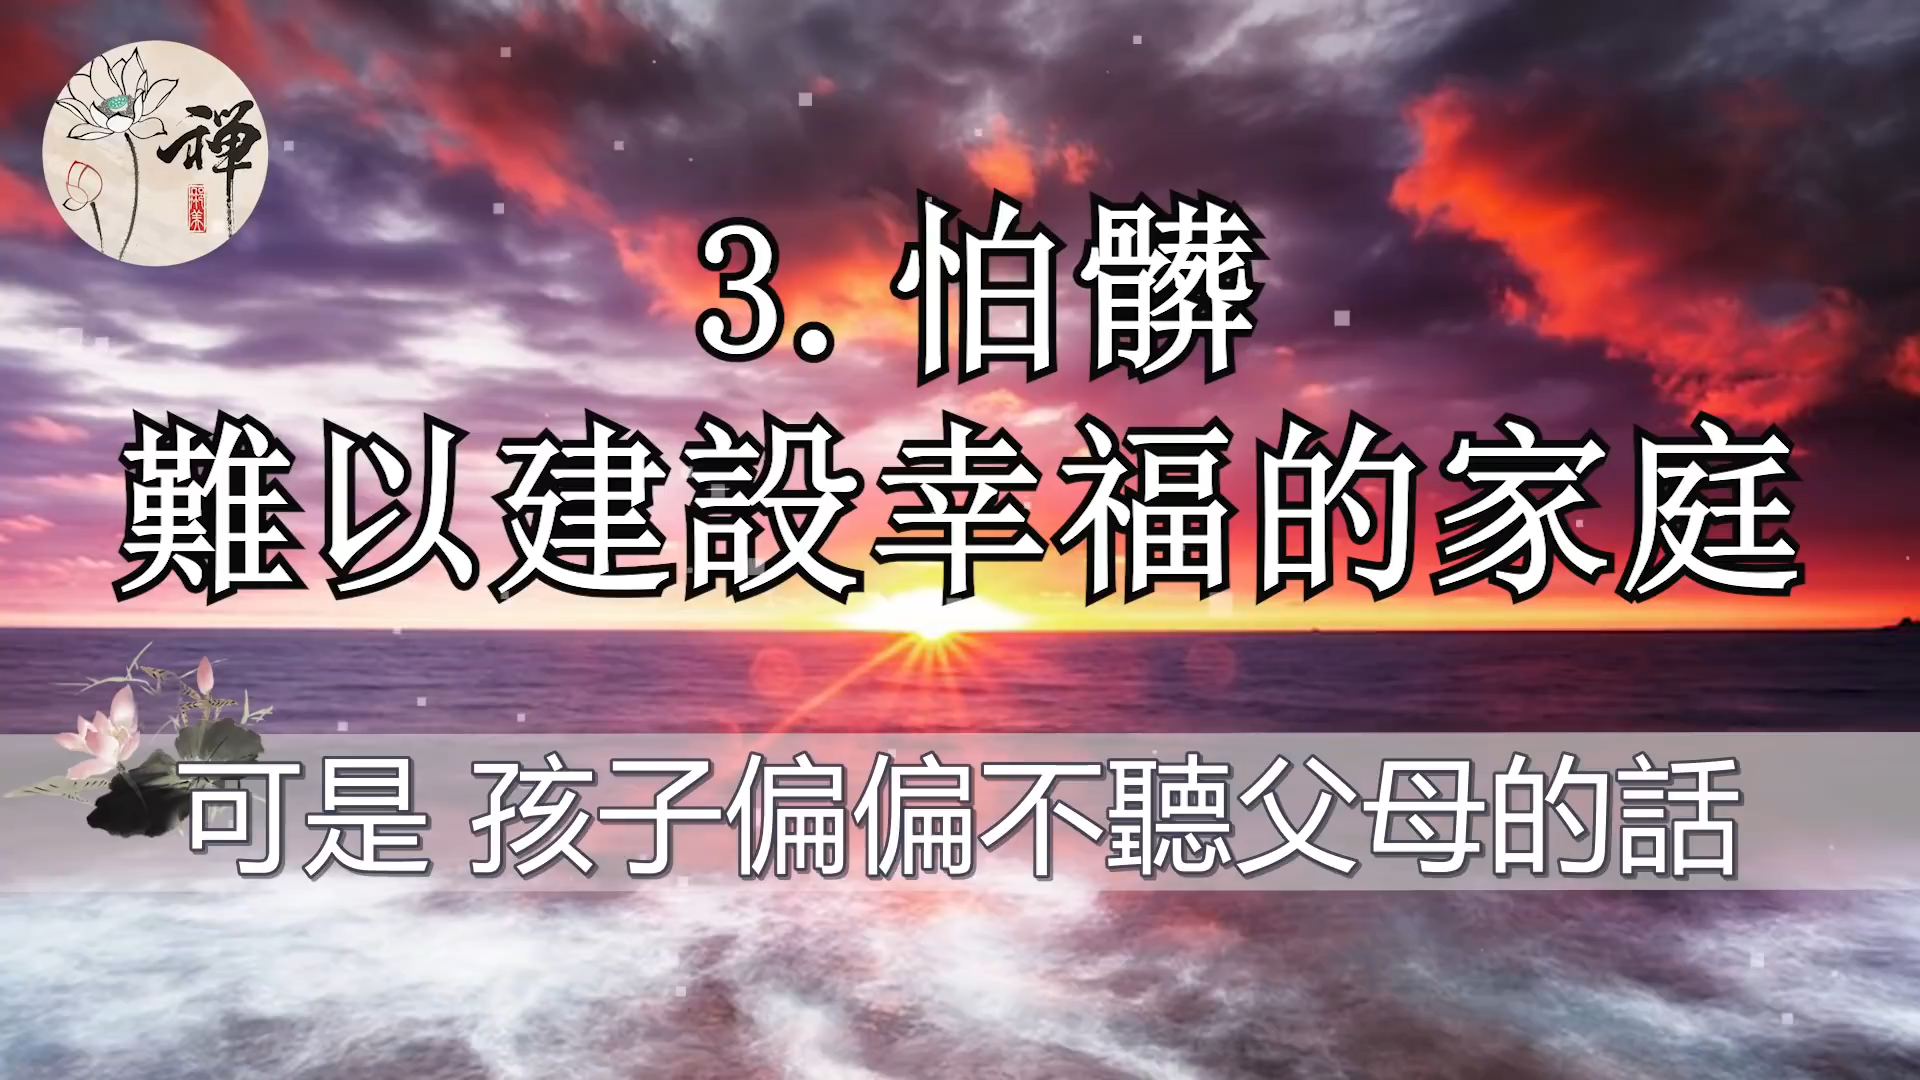 禅
3. 怕髒
難以建設幸福的家庭
可是 孩子偏偏不聽父母的話